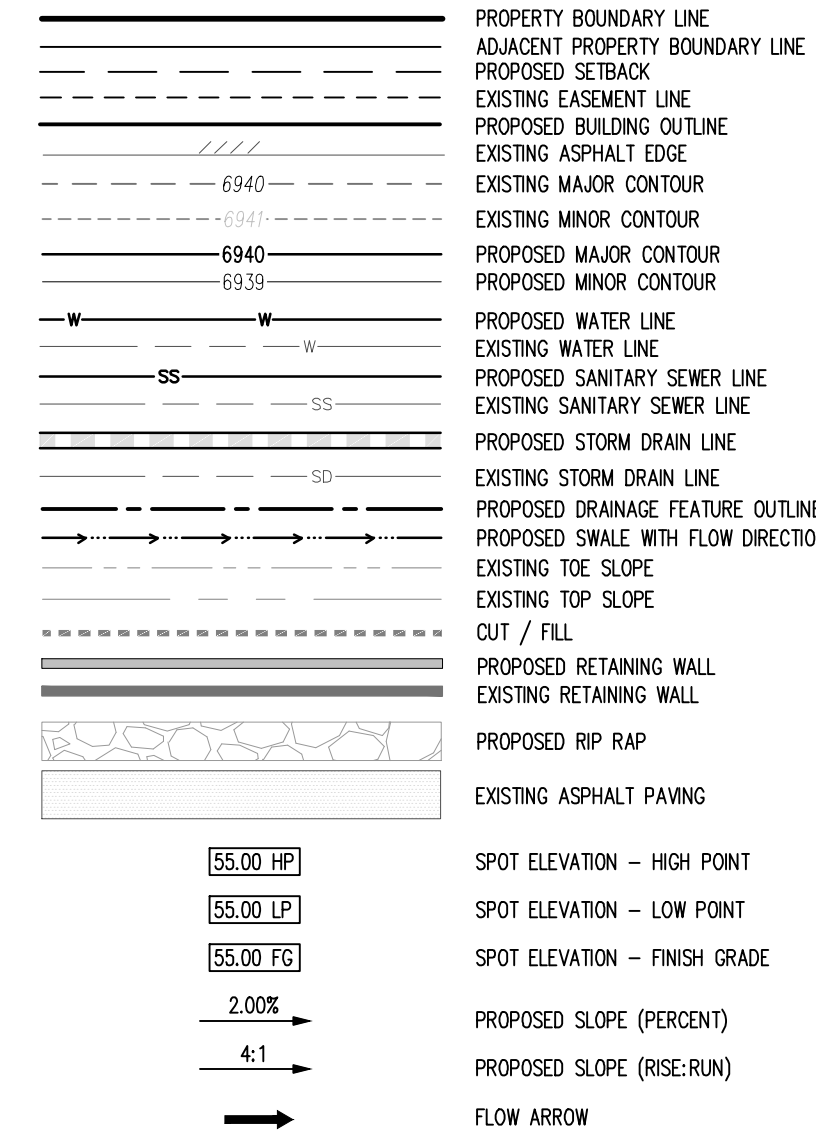 PROPERTY BOUNDARY LINE
ADJACENT PROPERTY BOUNDARY LINE
PROPOSED SETBACK
EXISTING EASEMENT LINE
PROPOSED BUILDING OUTLINE
EXISTING ASPHALT EDGE
6940 EXISTING MAJOR CONTOUR
6941 EXISTING MINOR CONTOUR
6940 PROPOSED MAJOR CONTOUR
6939 PROPOSED MINOR CONTOUR
W W PROPOSED WATER LINE
W EXISTING WATER LINE
SS PROPOSED SANITARY SEWER LINE
SS EXISTING SANITARY SEWER LINE
PROPOSED STORM DRAIN LINE
SD EXISTING STORM DRAIN LINE
PROPOSED DRAINAGE FEATURE OUTLINE
PROPOSED SWALE WITH FLOW DIRECTIO
EXISTING TOE SLOPE
EXISTING TOP SLOPE
CUT / FILL
PROPOSED RETAINING WALL
EXISTING RETAINING WALL
PROPOSED RIP RAP
EXISTING ASPHALT PAVING
55.00 HP SPOT ELEVATION – HIGH POINT
55.00 LP SPOT ELEVATION – LOW POINT
55.00 FG SPOT ELEVATION – FINISH GRADE
2.00% PROPOSED SLOPE (PERCENT)
4:1 PROPOSED SLOPE (RISE:RUN)
FLOW ARROW